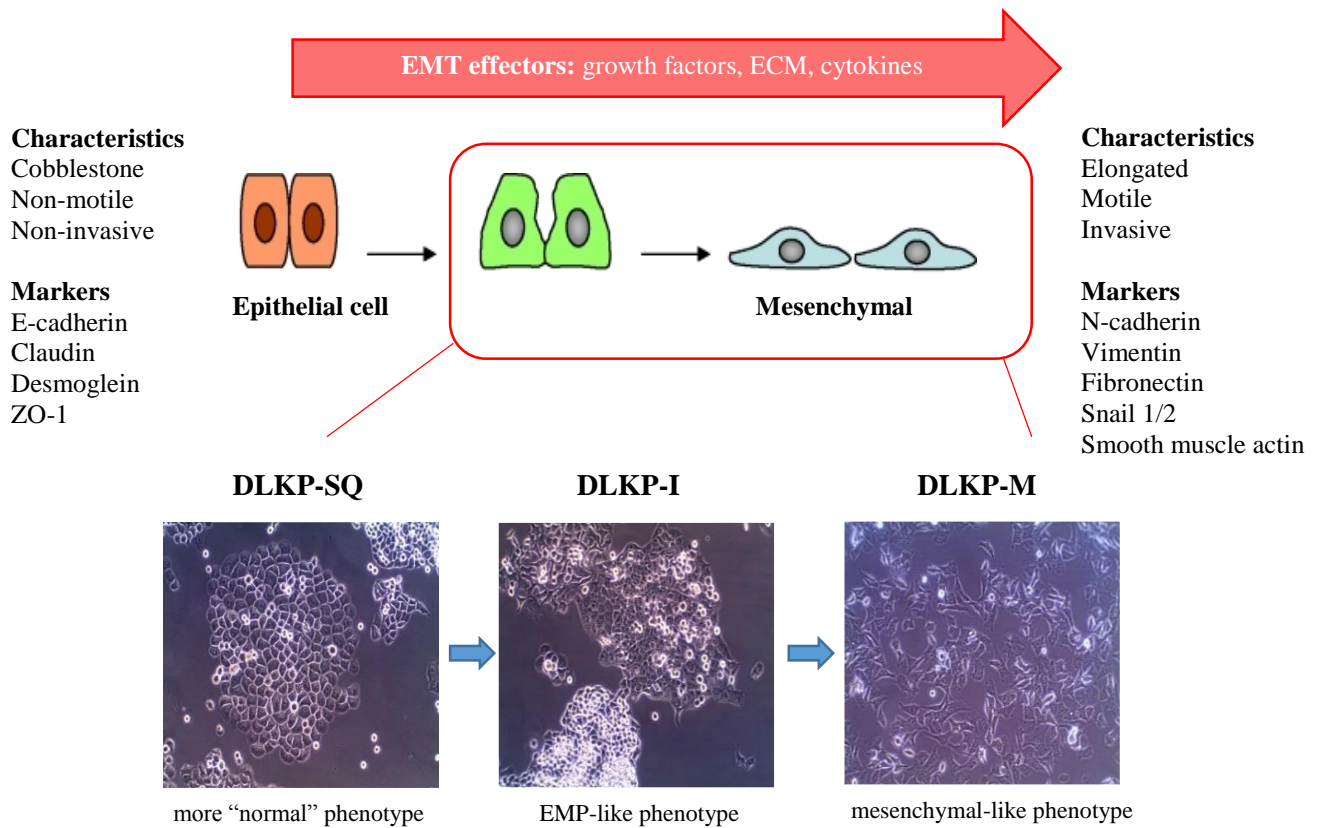 EMT effectors: growth factors, ECM, cytokines
Characteristics
Cobblestone
Non-motile
Non-invasive
Markers
E-cadherin
Claudin
Desmoglein
ZO-1
Epithelial cell
Mesenchymal
Characteristics
Elongated
Motile
Invasive
Markers
N-cadherin
Vimentin
Fibronectin
Snail 1/2
Smooth muscle actin
DLKP-SQ
DLKP-I
DLKP-M
more “normal” phenotype
EMP-like phenotype
mesenchymal-like phenotype